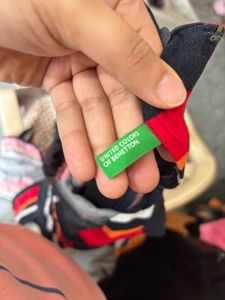 UNITED COLORS
OF BENETTON.